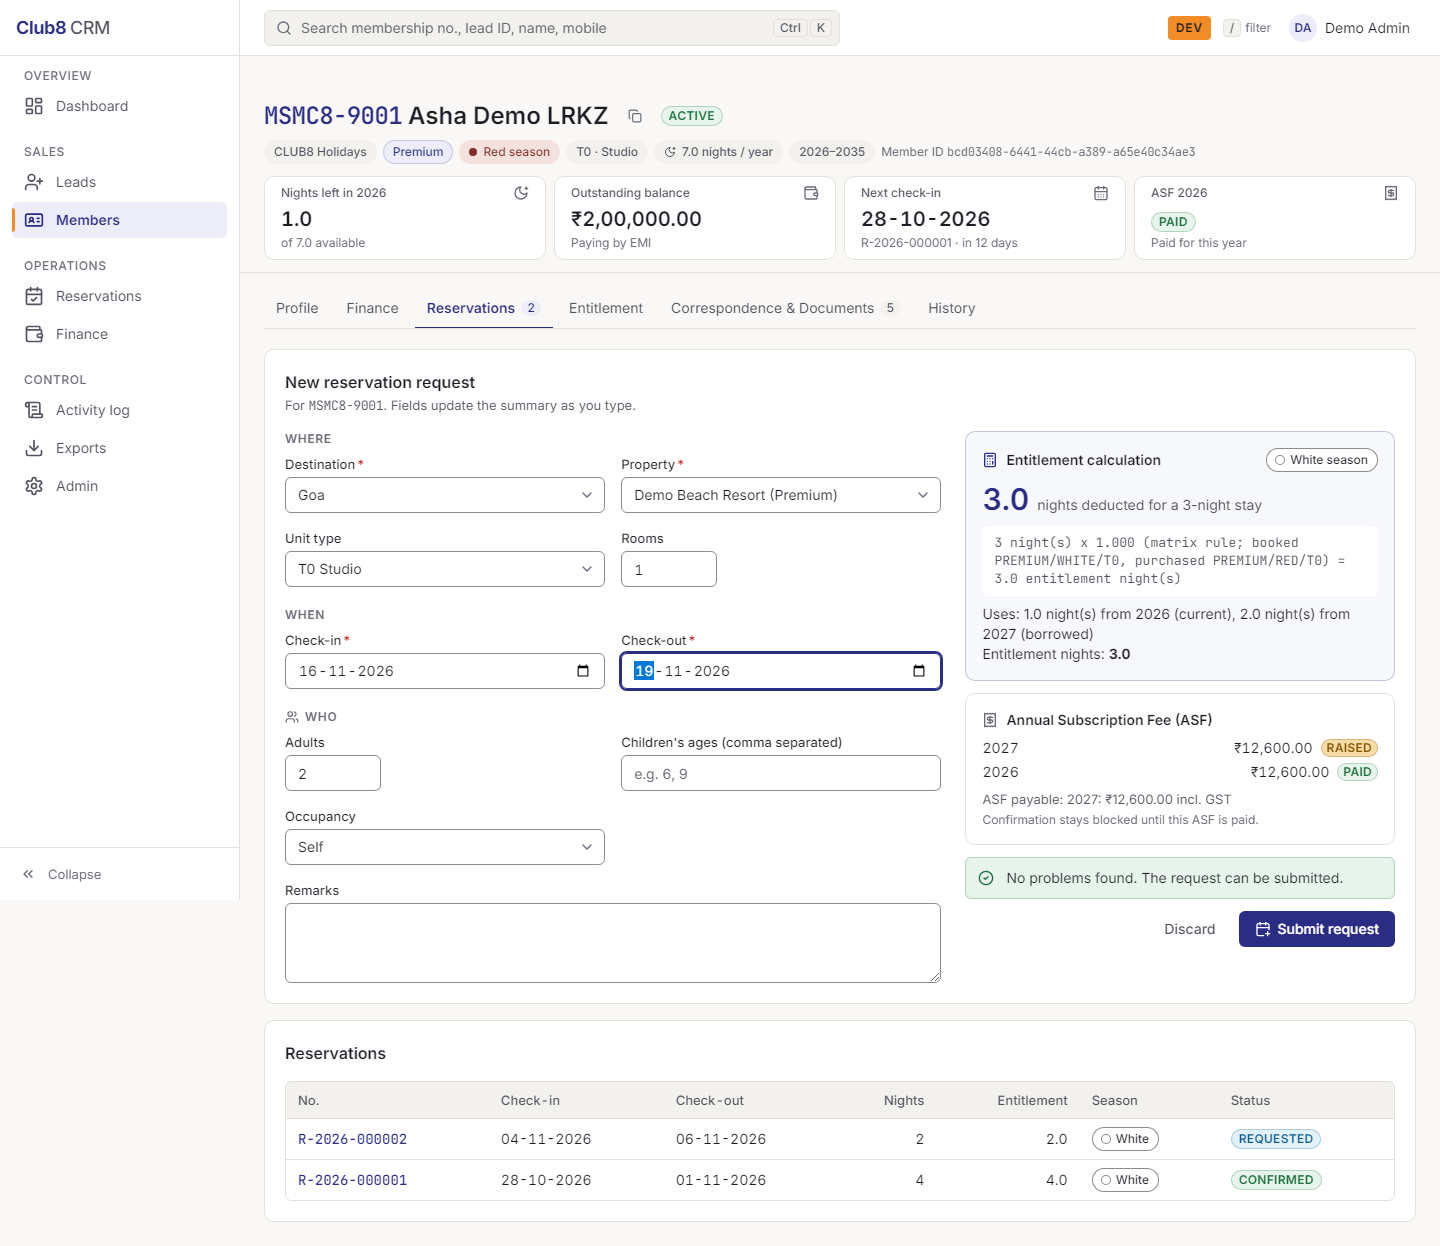 Club8 CRM
Search membership no., lead ID, name, mobile
Ctrl K
DEV
/ filter
DA Demo Admin
OVERVIEW
Dashboard
SALES
Leads
Members
OPERATIONS
Reservations
Finance
CONTROL
Activity log
Exports
Admin
Collapse
MSMC8-9001 Asha Demo LRKZ
ACTIVE
CLUB8 Holidays
Premium
Red season
T0 · Studio
7.0 nights / year
2026–2035
Member ID bcd03408-6441-44cb-a389-a65e40c34ae3
Nights left in 2026
1.0
of 7.0 available
Outstanding balance
₹2,00,000.00
Paying by EMI
Next check-in
28-10-2026
R-2026-000001 · in 12 days
ASF 2026
PAID
Paid for this year
Profile
Finance
Reservations 2
Entitlement
Correspondence & Documents 5
History
New reservation request
For MSMC8-9001. Fields update the summary as you type.
WHERE
Destination *
Property *
Goa
Demo Beach Resort (Premium)
Unit type
Rooms
T0 Studio
1
WHEN
Check-in *
Check-out *
16-11-2026
19-11-2026
WHO
Adults
Children's ages (comma separated)
2
e.g. 6, 9
Occupancy
Self
Remarks
Entitlement calculation
White season
3.0 nights deducted for a 3-night stay
3 night(s) x 1.000 (matrix rule; booked
PREMIUM/WHITE/T0, purchased PREMIUM/RED/T0) =
3.0 entitlement night(s)
Uses: 1.0 night(s) from 2026 (current), 2.0 night(s) from
2027 (borrowed)
Entitlement nights: 3.0
Annual Subscription Fee (ASF)
2027 ₹12,600.00 RAISED
2026 ₹12,600.00 PAID
ASF payable: 2027: ₹12,600.00 incl. GST
Confirmation stays blocked until this ASF is paid.
No problems found. The request can be submitted.
Discard
Submit request
Reservations
No. Check-in Check-out Nights Entitlement Season Status
R-2026-000002 04-11-2026 06-11-2026 2 2.0 White REQUESTED
R-2026-000001 28-10-2026 01-11-2026 4 4.0 White CONFIRMED